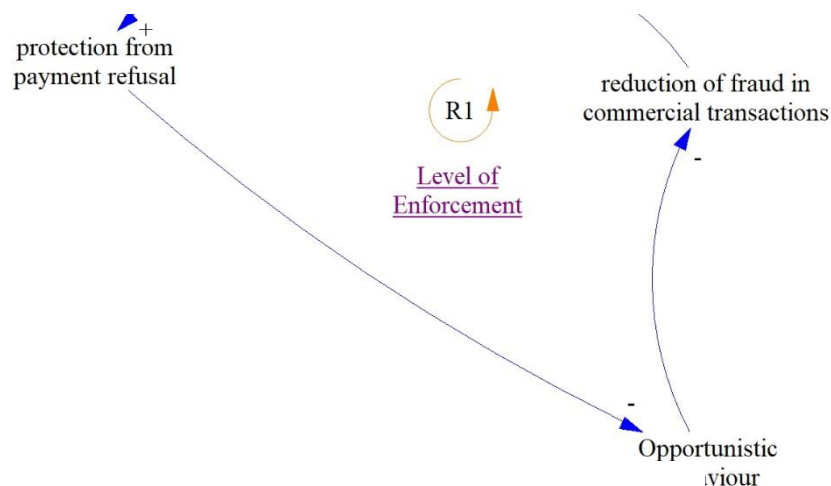 +
protection from
payment refusal
R1
Level of
Enforcement
reduction of fraud in
commercial transactions
-
-
Opportunistic